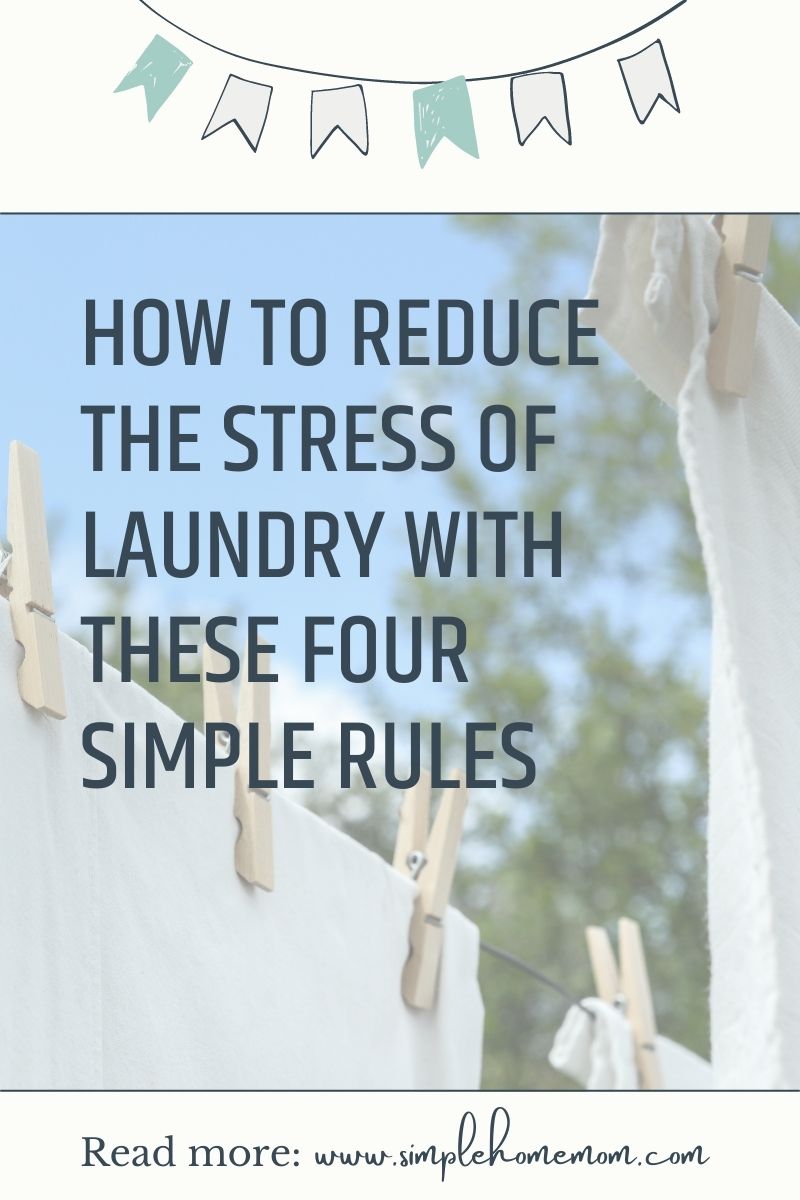 HOW TO REDUCE
THE STRESS OF
LAUNDRY WITH
THESE FOUR
SIMPLE RULES
Read more: www.simplehomemom.com